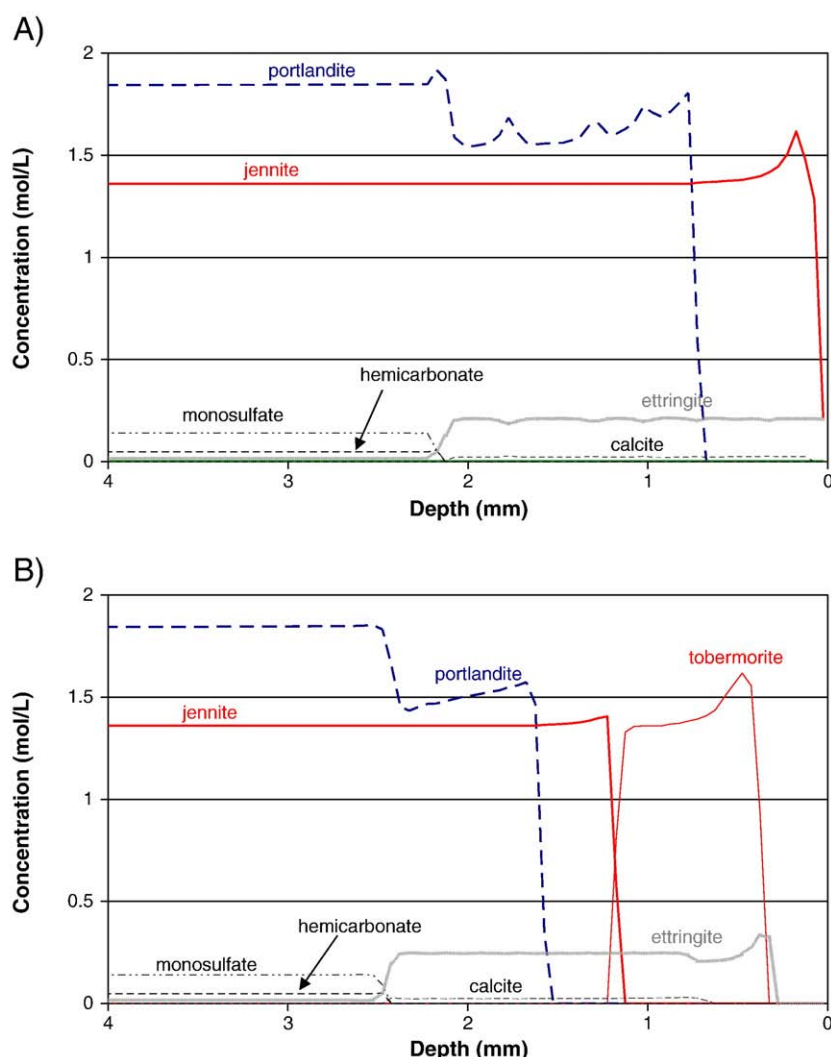 A)
2
portlandite
1.5
jennite
1
Concentration (mol/L)
0.5
hemicarbonate
monosulfate
ettringite
calcite
0
4 3 2 1 0
Depth (mm)
B)
2
tobermorite
portlandite
1.5
jennite
1
Concentration (mol/L)
0.5
hemicarbonate
ettringite
monosulfate
calcite
0
4 3 2 1 0
Depth (mm)